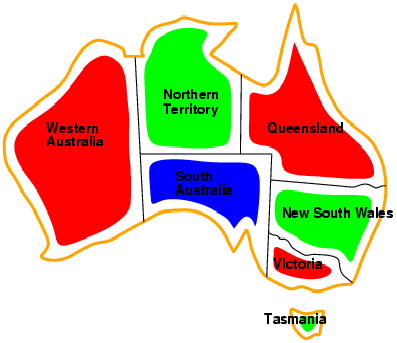 Northern
Territory
Western
Australia
Queensland
South
Australia
New South Wales
Victoria
Tasmania